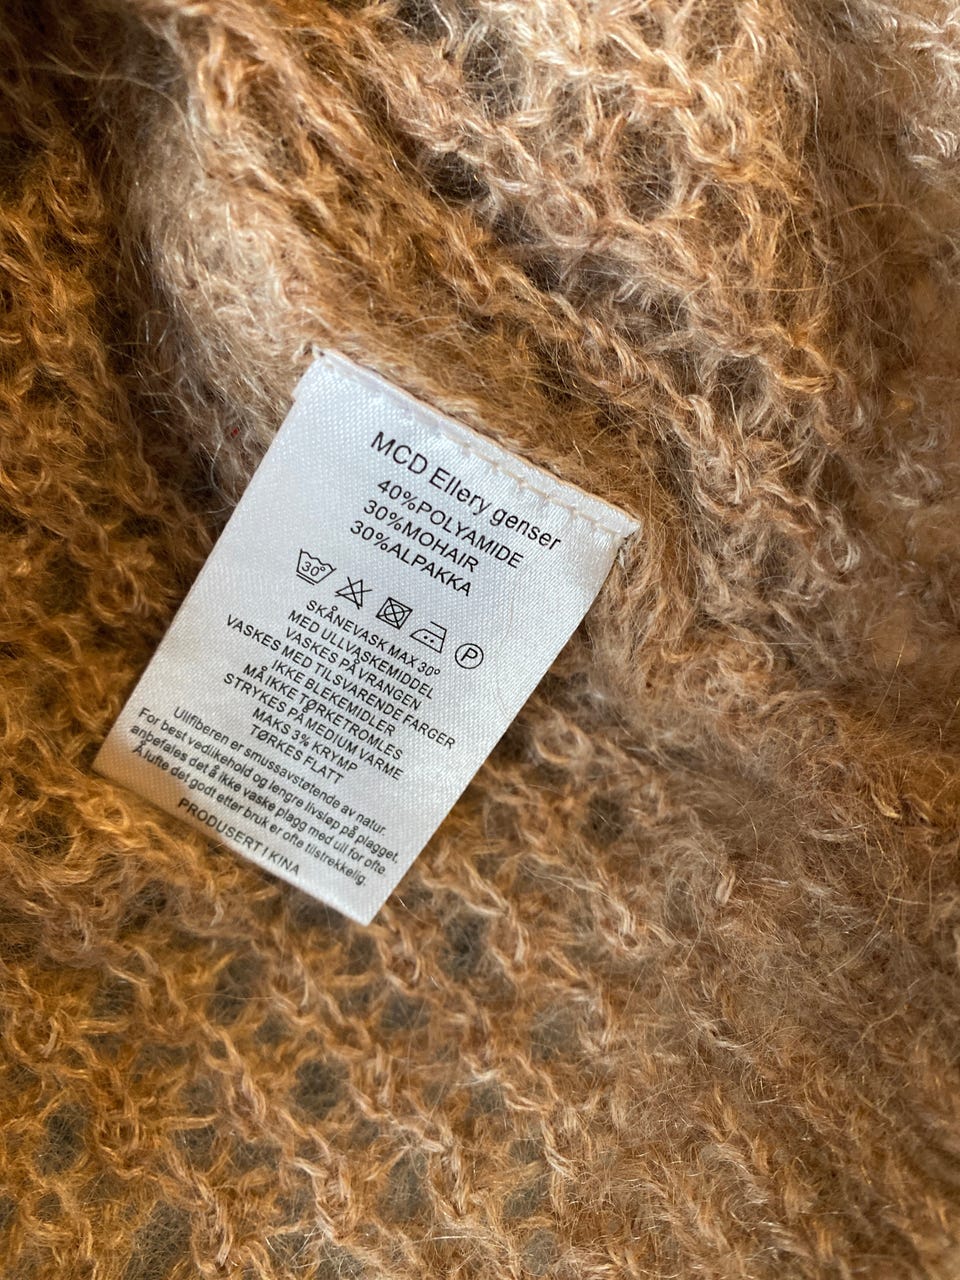 MCD Ellery genser
40%POLYAMIDE
30%MOHAIR
30%ALPAKKA
30°
P
SKÅNEVASK MAX 30°
MED ULLVASKEMIDDEL
VASKES PÅ VRANGEN
VASKES MED TILSVARENDE FARGER
IKKE BLEKEMIDLER
MÅ IKKE TØRKETROMLES
STRYKES PÅ MEDIUM VARME
MAKS 3% KRYMP
TØRKES FLATT
Ullfiberen er smussavstøtende av natur.
For best vedlikehold og lengre livsløp på plagget,
anbefales det å ikke vaske plagg med ull for ofte.
Å lufte det godt etter bruk er ofte tilstrekkelig.
PRODUSERT I KINA